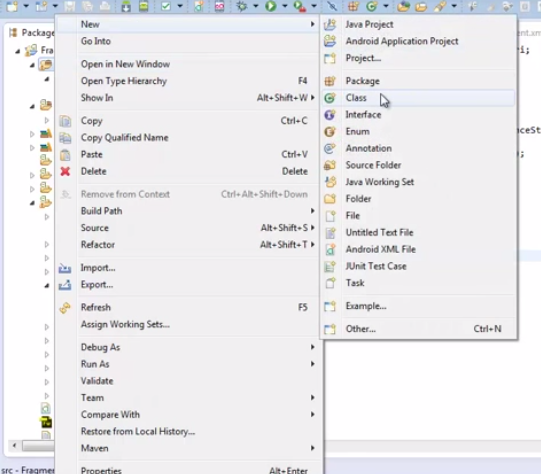 Package
New
Go Into
Open in New Window
Open Type Hierarchy F4
Show In Alt+Shift+W
Copy Ctrl+C
Copy Qualified Name
Paste Ctrl+V
Delete Delete
Remove from Context Ctrl+Alt+Shift+Down
Build Path
Source Alt+Shift+S
Refactor Alt+Shift+T
Import...
Export...
Refresh F5
Assign Working Sets...
Debug As
Run As
Validate
Team
Compare With
Restore from Local History...
Maven
Properties Alt+Enter
Java Project
Android Application Project
Project...
Package
Class
Interface
Enum
Annotation
Source Folder
Java Working Set
Folder
File
Untitled Text File
Android XML File
JUnit Test Case
Task
Example...
Other... Ctrl+N
Fra
ri;
nceSt
);
src - Fragmen